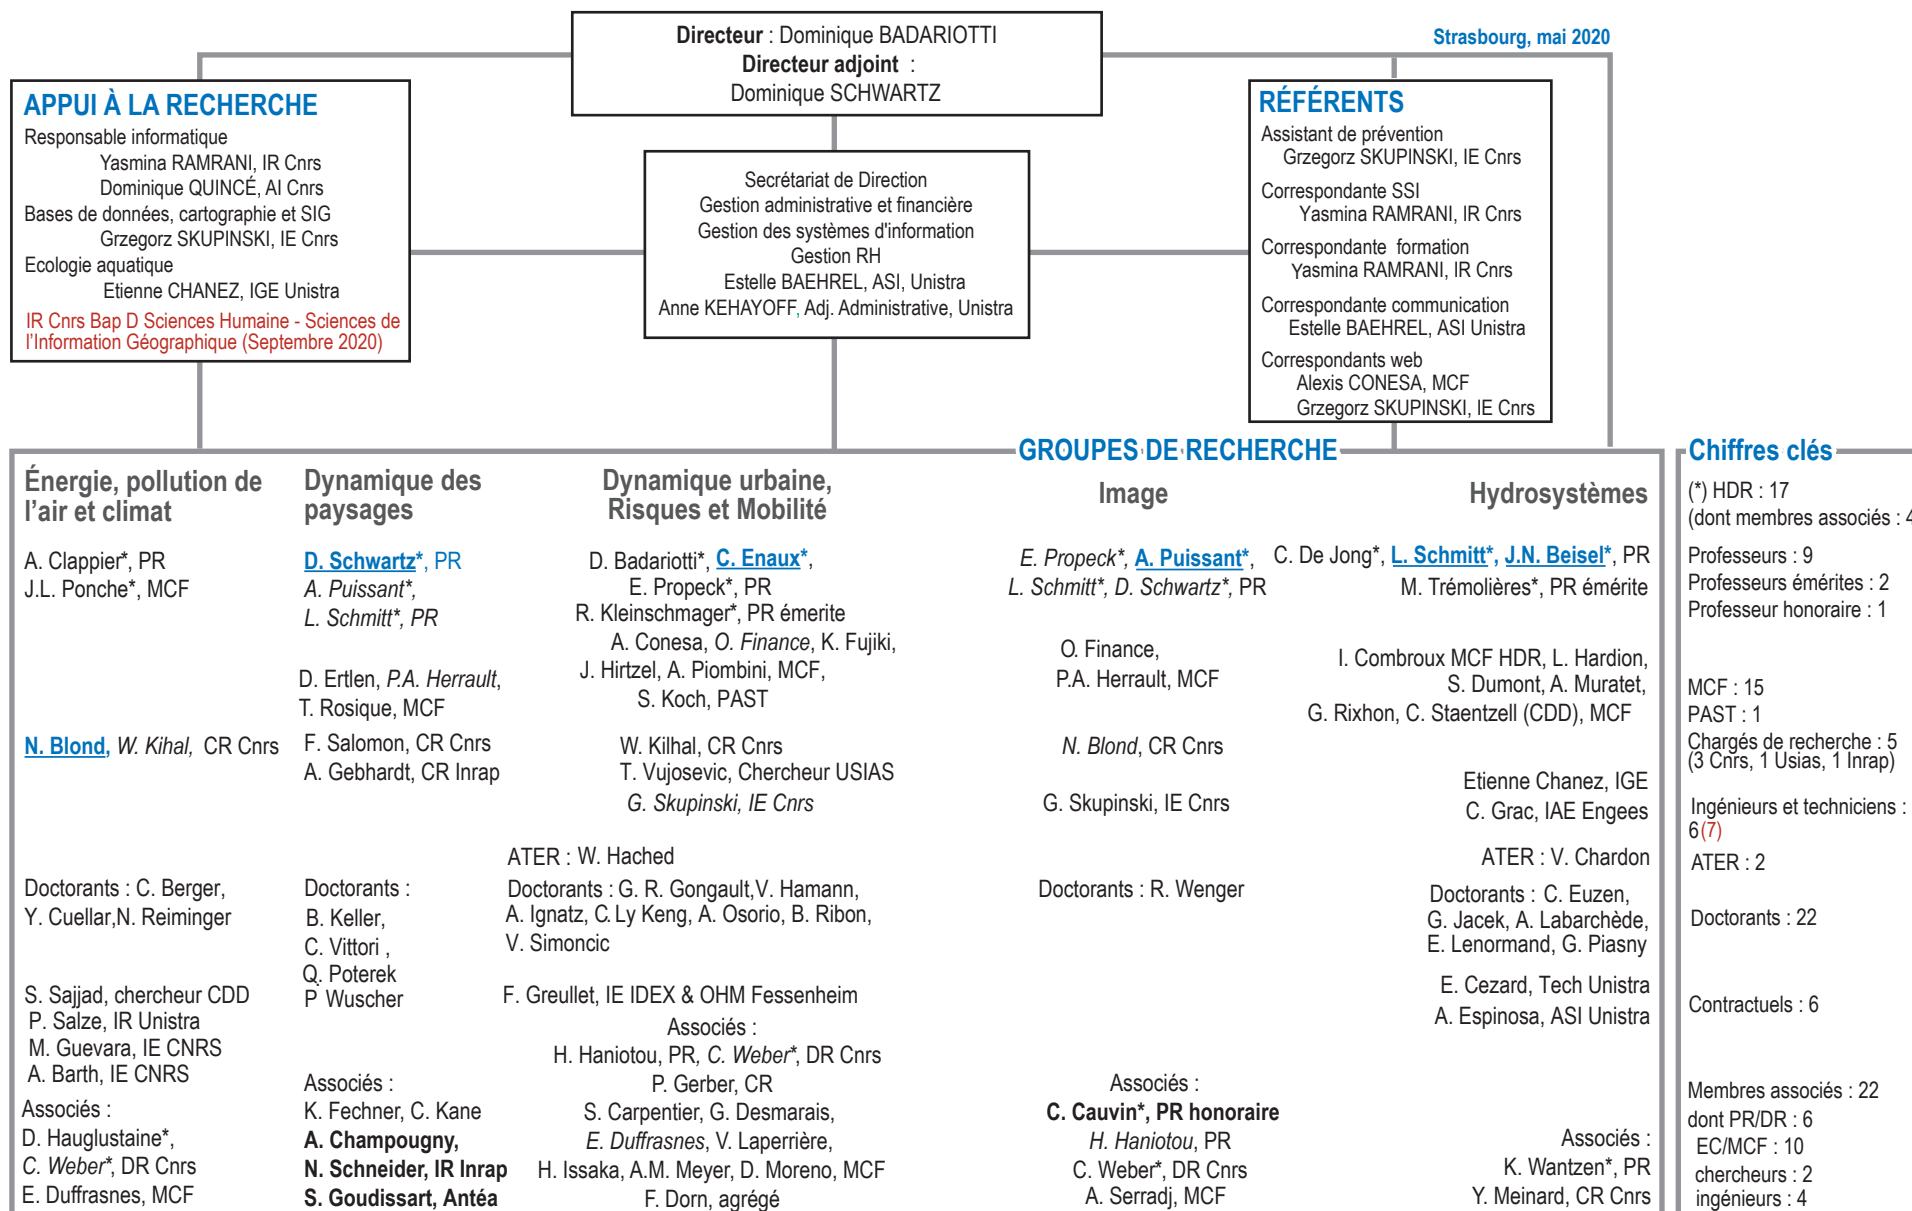 Directeur : Dominique BADARIOTTI
Directeur adjoint :
Dominique SCHWARTZ
Strasbourg, mai 2020
APPUI À LA RECHERCHE
Responsable informatique
Yasmina RAMRANI, IR Cnrs
Dominique QUINCÉ, AI Cnrs
Bases de données, cartographie et SIG
Grzegorz SKUPINSKI, IE Cnrs
Ecologie aquatique
Etienne CHANEZ, IGE Unistra
IR Cnrs Bap D Sciences Humaine - Sciences de
l'Information Géographique (Septembre 2020)
Secrétariat de Direction
Gestion administrative et financière
Gestion des systèmes d'information
Gestion RH
Estelle BAEHREL, ASI, Unistra
Anne KEHAYOFF, Adj. Administrative, Unistra
RÉFÉRENTS
Assistant de prévention
Grzegorz SKUPINSKI, IE Cnrs
Correspondante SSI
Yasmina RAMRANI, IR Cnrs
Correspondante formation
Yasmina RAMRANI, IR Cnrs
Correspondante communication
Estelle BAEHREL, ASI Unistra
Correspondants web
Alexis CONESA, MCF
Grzegorz SKUPINSKI, IE Cnrs
GROUPES DE RECHERCHE
Énergie, pollution de
l'air et climat
A. Clappier*, PR
J.L. Ponche*, MCF
N. Blond, W. Kihal, CR Cnrs
Doctorants : C. Berger,
Y. Cuellar,N. Reiminger
S. Sajjad, chercheur CDD
P. Salze, IR Unistra
M. Guevara, IE CNRS
A. Barth, IE CNRS
Associés :
D. Hauglustaine*,
C. Weber*, DR Cnrs
E. Duffrasnes, MCF
Dynamique des
paysages
D. Schwartz*, PR
A. Puissant*,
L. Schmitt*, PR
D. Ertlen, P.A. Herrault,
T. Rosique, MCF
F. Salomon, CR Cnrs
A. Gebhardt, CR Inrap
Doctorants :
B. Keller,
C. Vittori ,
Q. Poterek
P. Wuscher
Associés :
K. Fechner, C. Kane
A. Champougny,
N. Schneider, IR Inrap
S. Goudissart, Antéa
Dynamique urbaine,
Risques et Mobilité
D. Badariotti*, C. Enaux*,
E. Propeck*, PR
R. Kleinschmager*, PR émerite
A. Conesa, O. Finance, K. Fujiki,
J. Hirtzel, A. Piombini, MCF,
S. Koch, PAST
W. Kilhal, CR Cnrs
T. Vujosevic, Chercheur USIAS
G. Skupinski, IE Cnrs
ATER : W. Hached
Doctorants : G. R. Gongault,V. Hamann,
A. Ignatz, C. Ly Keng, A. Osorio, B. Ribon,
V. Simoncic
F. Greullet, IE IDEX & OHM Fessenheim
Associés :
H. Haniotou, PR, C. Weber*, DR Cnrs
P. Gerber, CR
S. Carpentier, G. Desmarais,
E. Duffrasnes, V. Laperrière,
H. Issaka, A.M. Meyer, D. Moreno, MCF
F. Dorn, agrégé
Image
E. Propeck*, A. Puissant*,
L. Schmitt*, D. Schwartz*, PR
O. Finance,
P.A. Herrault, MCF
N. Blond, CR Cnrs
G. Skupinski, IE Cnrs
Doctorants : R. Wenger
Associés :
C. Cauvin*, PR honoraire
H. Haniotou, PR
C. Weber*, DR Cnrs
A. Serradj, MCF
Hydrosystèmes
C. De Jong*, L. Schmitt*, J.N. Beisel*, PR
M. Trémolières*, PR émérite
I. Combroux MCF HDR, L. Hardion,
S. Dumont, A. Muratet,
G. Rixhon, C. Staentzell (CDD), MCF
Etienne Chanez, IGE
C. Grac, IAE Engees
ATER : V. Chardon
Doctorants : C. Euzen,
G. Jacek, A. Labarchède,
E. Lenormand, G. Piasny
E. Cezard, Tech Unistra
A. Espinosa, ASI Unistra
Associés :
K. Wantzen*, PR
Y. Meinard, CR Cnrs
Chiffres clés
(*) HDR : 17
(dont membres associés : 4
Professeurs : 9
Professeurs émérites : 2
Professeur honoraire : 1
MCF : 15
PAST : 1
Chargés de recherche : 5
(3 Cnrs, 1 Usias, 1 Inrap)
Ingénieurs et techniciens :
6(7)
ATER : 2
Doctorants : 22
Contractuels : 6
Membres associés : 22
dont PR/DR : 6
EC/MCF : 10
chercheurs : 2
ingénieurs : 4